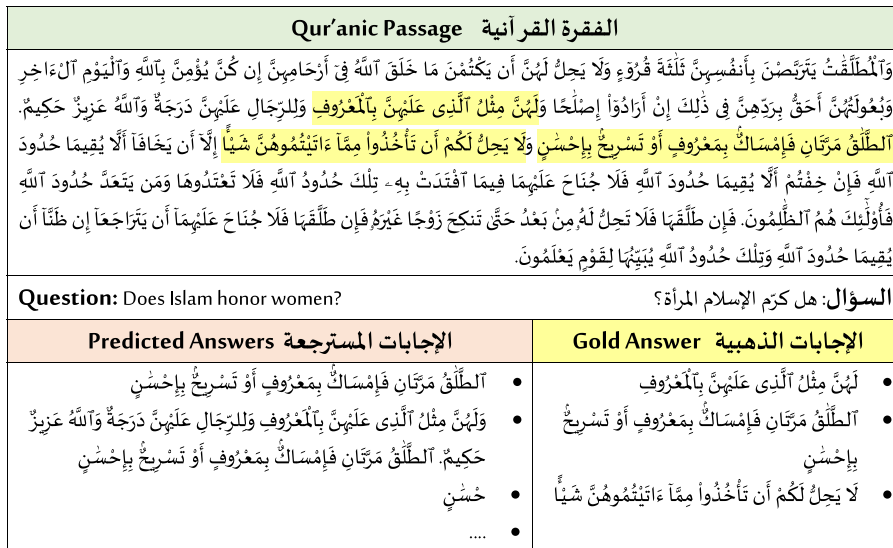 الفقرة القرآنية Qur'anic Passage
وَٱلْمُطَلَّقَٰتُ يَتَرَبَّصْنَ بِأَنفُسِهِنَّ ثَلَٰثَةَ قُرُوٓءٍ وَلَا يَحِلُّ لَهُنَّ أَن يَكْتُمْنَ مَا خَلَقَ ٱللَّهُ فِىٓ أَرْحَامِهِنَّ إِن كُنَّ يُؤْمِنَّ بِٱللَّهِ وَٱلْيَوْمِ ٱلْءَاخِرِ
وَبُعُولَتُهُنَّ أَحَقُّ بِرَدِّهِنَّ فِى ذَٰلِكَ إِنْ أَرَادُوٓا۟ إِصْلَٰحًا وَلَهُنَّ مِثْلُ ٱلَّذِى عَلَيْهِنَّ بِٱلْمَعْرُوفِ وَلِلرِّجَالِ عَلَيْهِنَّ دَرَجَةٌ وَٱللَّهُ عَزِيزٌ حَكِيمٌ.
ٱلطَّلَٰقُ مَرَّتَانِ فَإِمْسَاكٌۢ بِمَعْرُوفٍ أَوْ تَسْرِيحٌۢ بِإِحْسَٰنٍ وَلَا يَحِلُّ لَكُمْ أَن تَأْخُذُوا۟ مِمَّآ ءَاتَيْتُمُوهُنَّ شَيْـًٔا إِلَّآ أَن يَخَافَآ أَلَّا يُقِيمَا حُدُودَ
ٱللَّهِ فَإِنْ خِفْتُمْ أَلَّا يُقِيمَا حُدُودَ ٱللَّهِ فَلَا جُنَاحَ عَلَيْهِمَا فِيمَا ٱفْتَدَتْ بِهِۦ تِلْكَ حُدُودُ ٱللَّهِ فَلَا تَعْتَدُوهَا وَمَن يَتَعَدَّ حُدُودَ ٱللَّهِ
فَأُو۟لَٰٓئِكَ هُمُ ٱلظَّٰلِمُونَ. فَإِن طَلَّقَهَا فَلَا تَحِلُّ لَهُۥ مِنۢ بَعْدُ حَتَّىٰ تَنكِحَ زَوْجًا غَيْرَهُۥ فَإِن طَلَّقَهَا فَلَا جُنَاحَ عَلَيْهِمَآ أَن يَتَرَاجَعَآ إِن ظَنَّآ أَن
يُقِيمَا حُدُودَ ٱللَّهِ وَتِلْكَ حُدُودُ ٱللَّهِ يُبَيِّنُهَا لِقَوْمٍ يَعْلَمُونَ.
السؤال: هل كرّم الإسلام المرأة؟
Question: Does Islam honor women?
الإجابات الذهبية Gold Answer
• لَهُنَّ مِثْلُ ٱلَّذِى عَلَيْهِنَّ بِٱلْمَعْرُوفِ
• ٱلطَّلَٰقُ مَرَّتَانِ فَإِمْسَاكٌۢ بِمَعْرُوفٍ أَوْ تَسْرِيحٌۢ
بِإِحْسَٰنٍ
• لَا يَحِلُّ لَكُمْ أَن تَأْخُذُوا۟ مِمَّآ ءَاتَيْتُمُوهُنَّ شَيْـًٔا
الإجابات المسترجعة Predicted Answers
• ٱلطَّلَٰقُ مَرَّتَانِ فَإِمْسَاكٌۢ بِمَعْرُوفٍ أَوْ تَسْرِيحٌۢ بِإِحْسَٰنٍ
• وَلَهُنَّ مِثْلُ ٱلَّذِى عَلَيْهِنَّ بِٱلْمَعْرُوفِ وَلِلرِّجَالِ عَلَيْهِنَّ دَرَجَةٌ وَٱللَّهُ عَزِيزٌ
حَكِيمٌ. ٱلطَّلَٰقُ مَرَّتَانِ فَإِمْسَاكٌۢ بِمَعْرُوفٍ أَوْ تَسْرِيحٌۢ بِإِحْسَٰنٍ
• حْسَٰنٍ
• ....